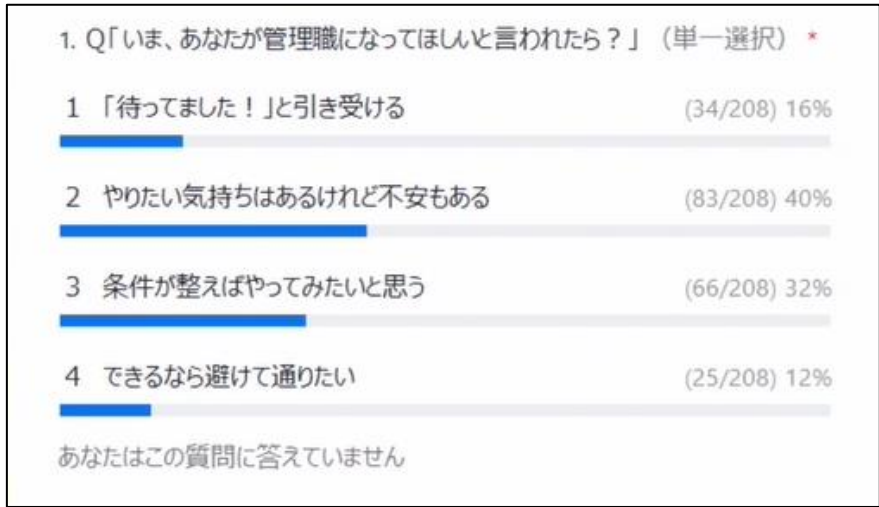 1. Q「いま、あなたが管理職になってほしいと言われたら？」（単一選択） *
1 「待ってました！」と引き受ける (34/208) 16%
2 やりたい気持ちはあるけれど不安もある (83/208) 40%
3 条件が整えばやってみたいと思う (66/208) 32%
4 できるなら避けて通りたい (25/208) 12%
あなたはこの質問に答えていません